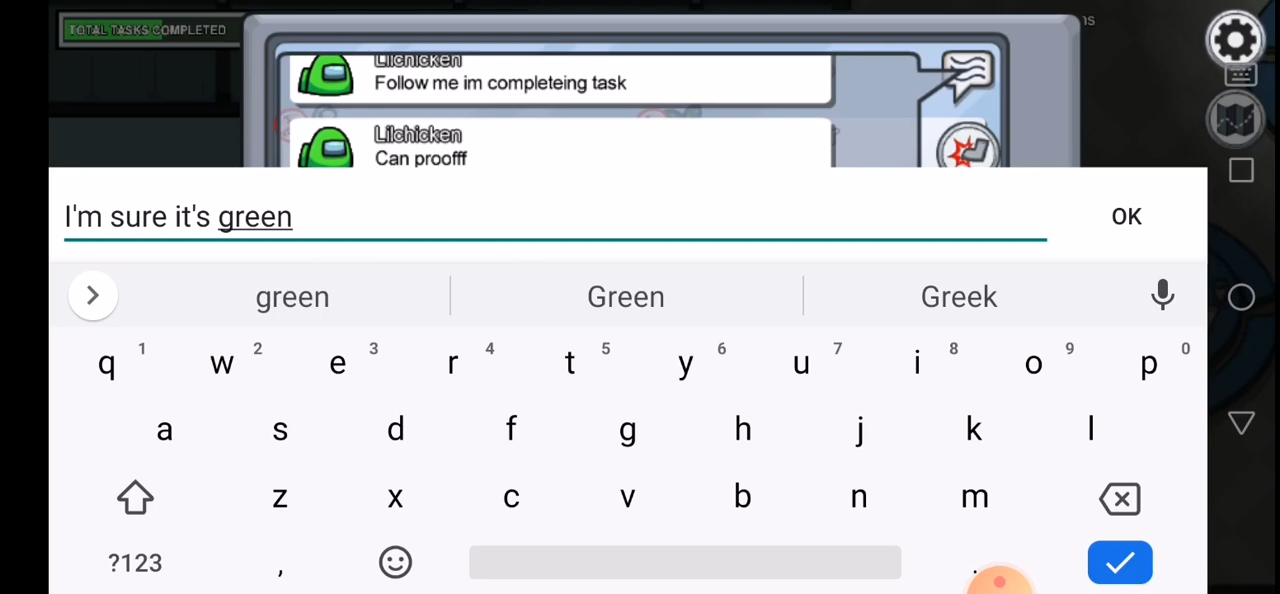 TOTAL TASKS COMPLETED
Lilchicken
Follow me im completeing task
Lilchicken
Can proofff
I'm sure it's green
OK
green Green Greek
q 1 w 2 e 3 r 4 t 5 y 6 u 7 i 8 o 9 p 0
a s d f g h j k l
z x c v b n m
?123 , .